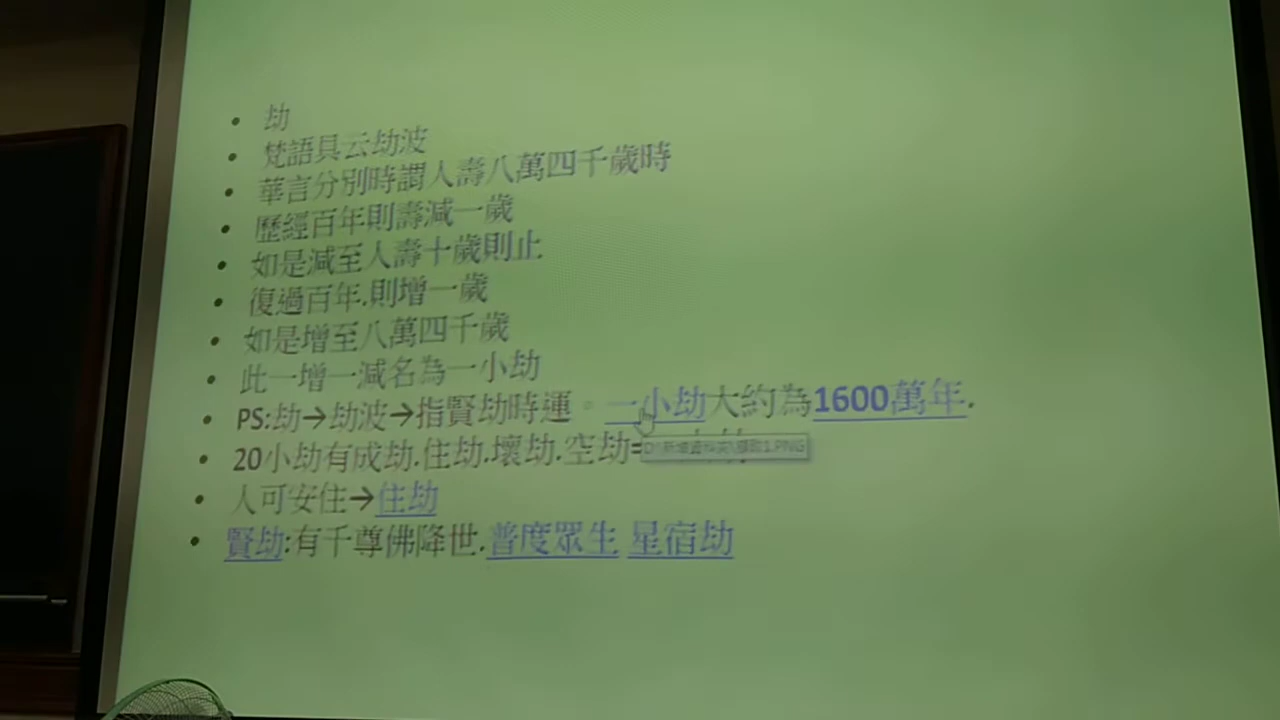 劫
梵語具云劫波
華言分別時謂人壽八萬四千歲時
歷經百年則壽減一歲
如是減至人壽十歲則止
復過百年.則增一歲
如是增至八萬四千歲
此一增一減名為一小劫
PS:劫→劫波→指賢劫時運。一小劫大約為1600萬年.
20小劫有成劫.住劫.壞劫.空劫=
人可安住→住劫
賢劫:有千尊佛降世.普度眾生 星宿劫